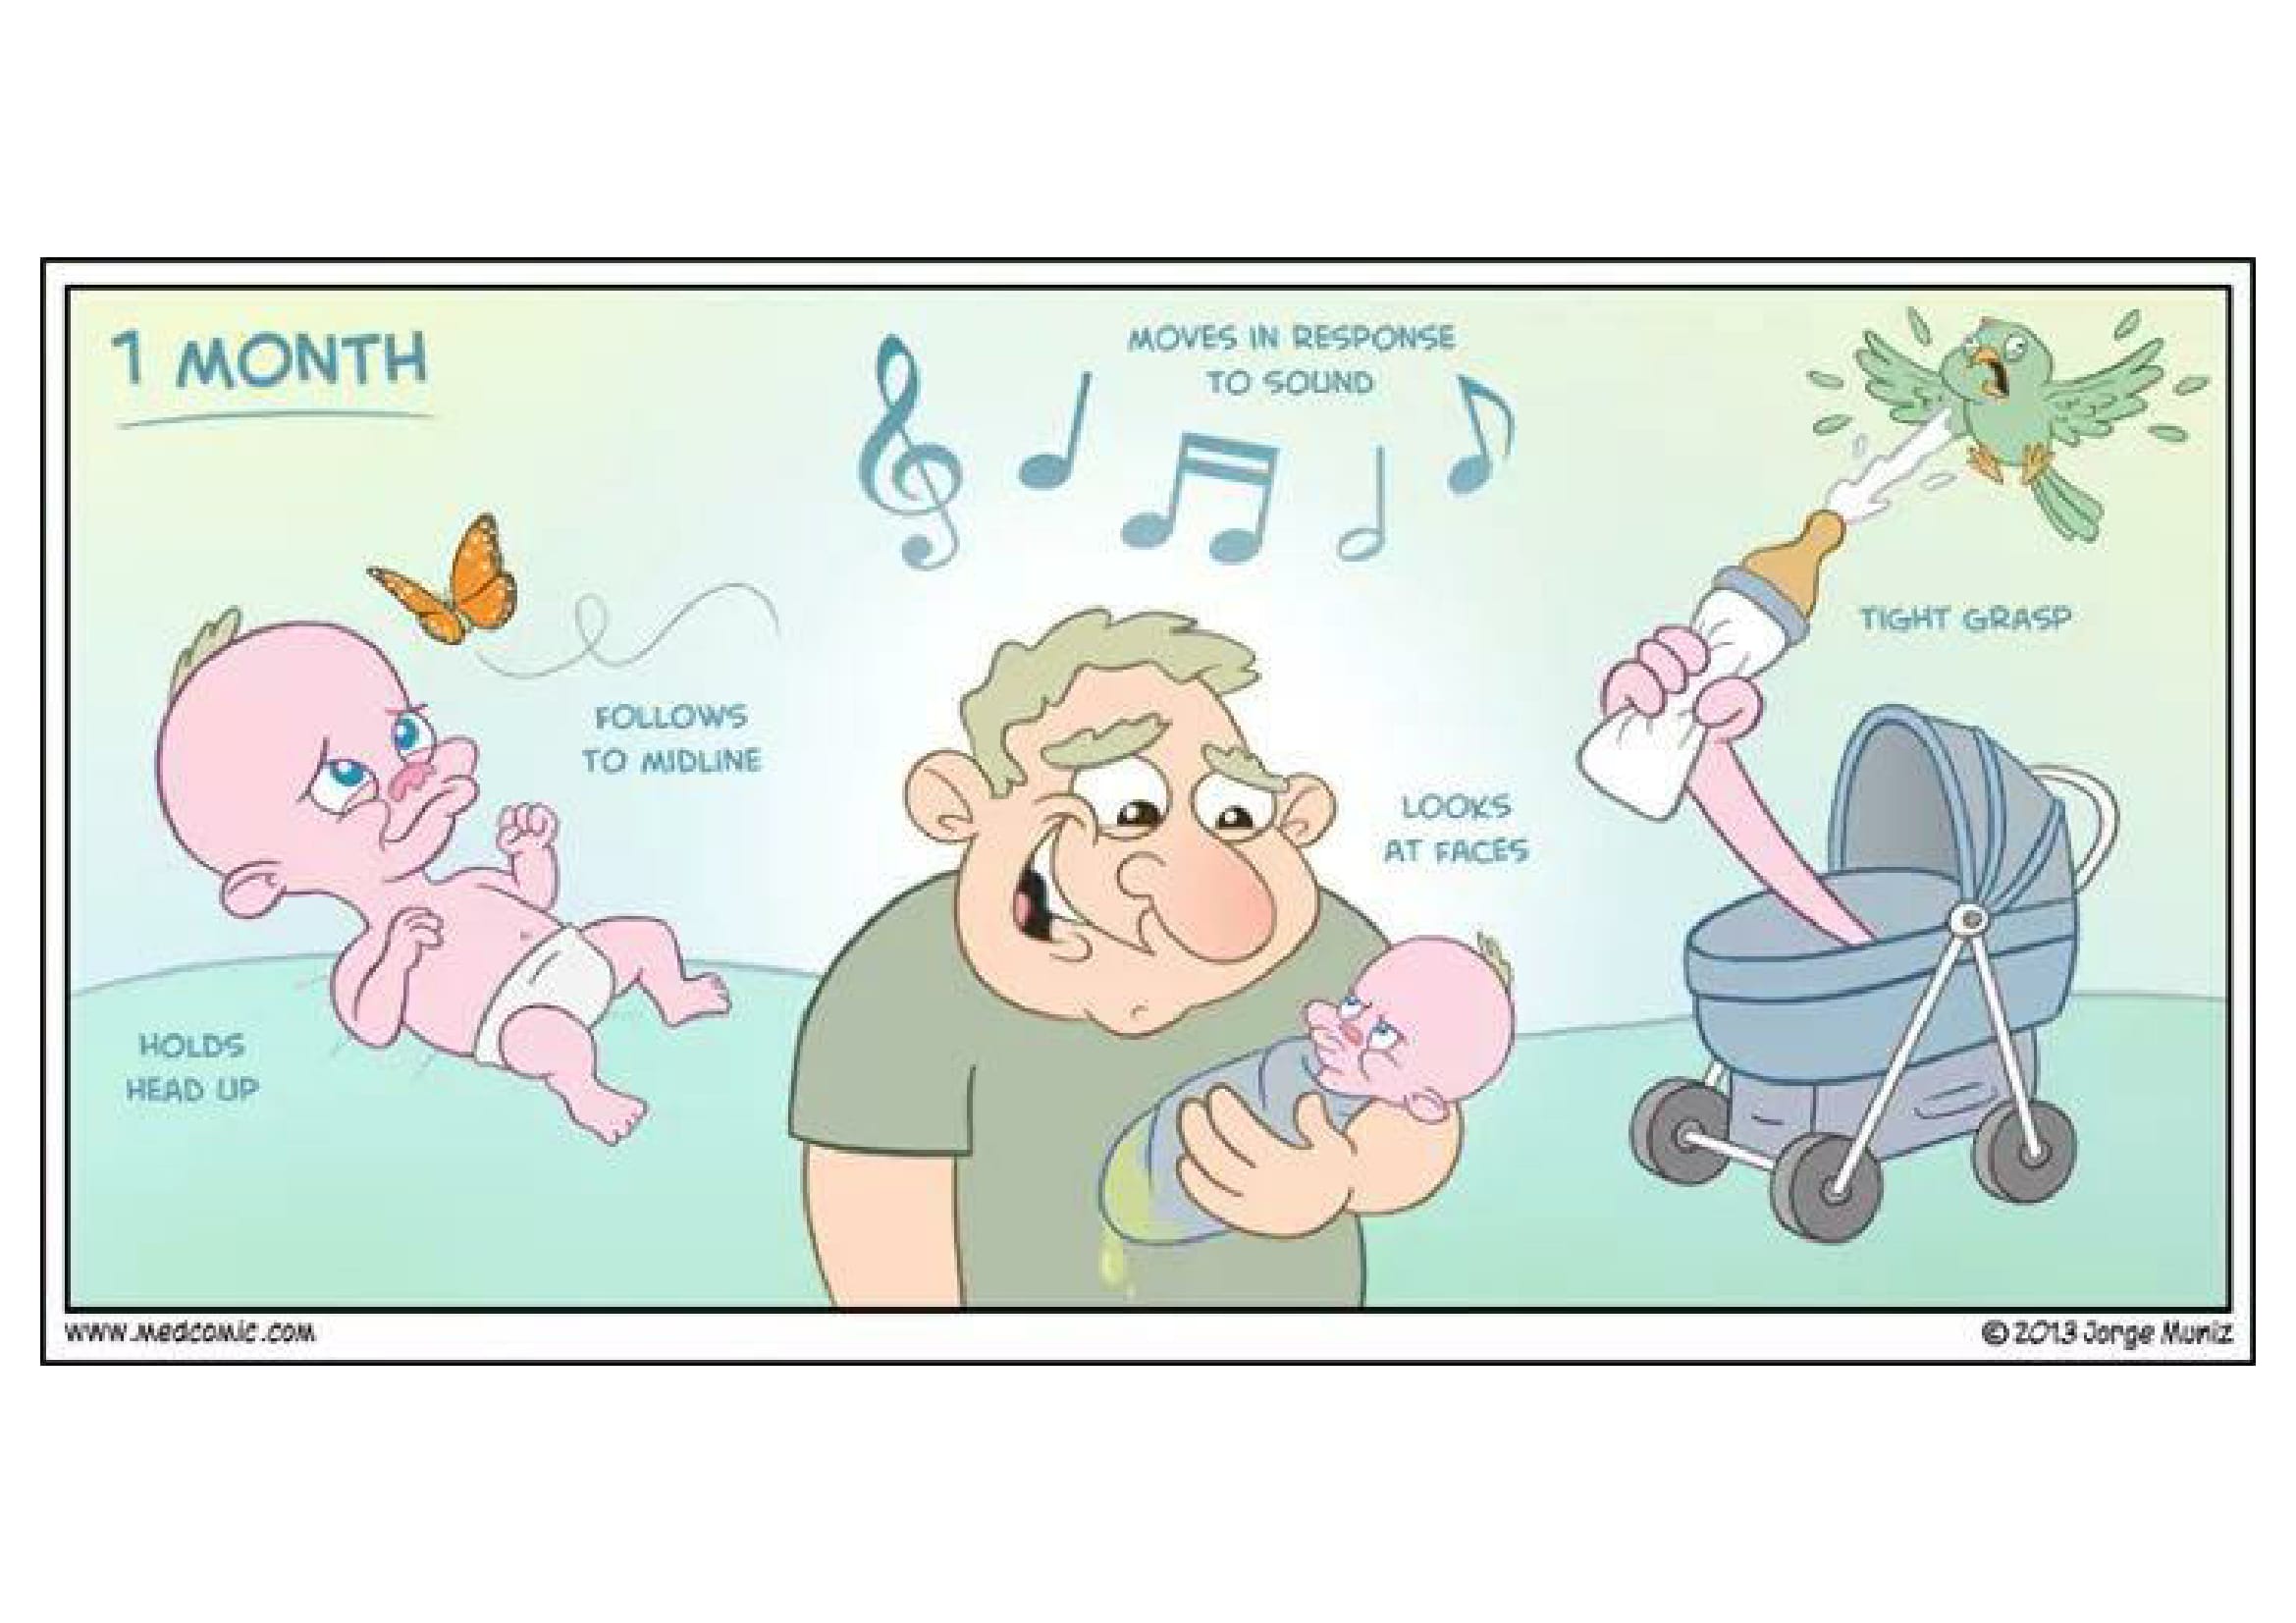 1 MONTH
MOVES IN RESPONSE
TO SOUND
TIGHT GRASP
FOLLOWS
TO MIDLINE
LOOKS
AT FACES
HOLDS
HEAD UP
www.medcomic.com
© 2013 Jorge Muniz